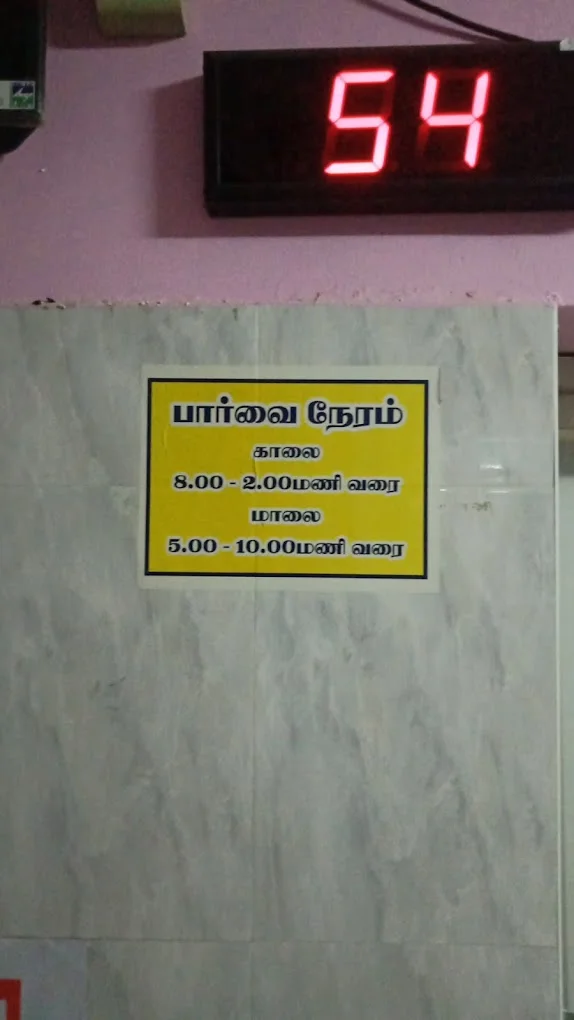 54
பார்வை நேரம்
காலை
8.00 - 2.00மணி வரை
மாலை
5.00 - 10.00மணி வரை